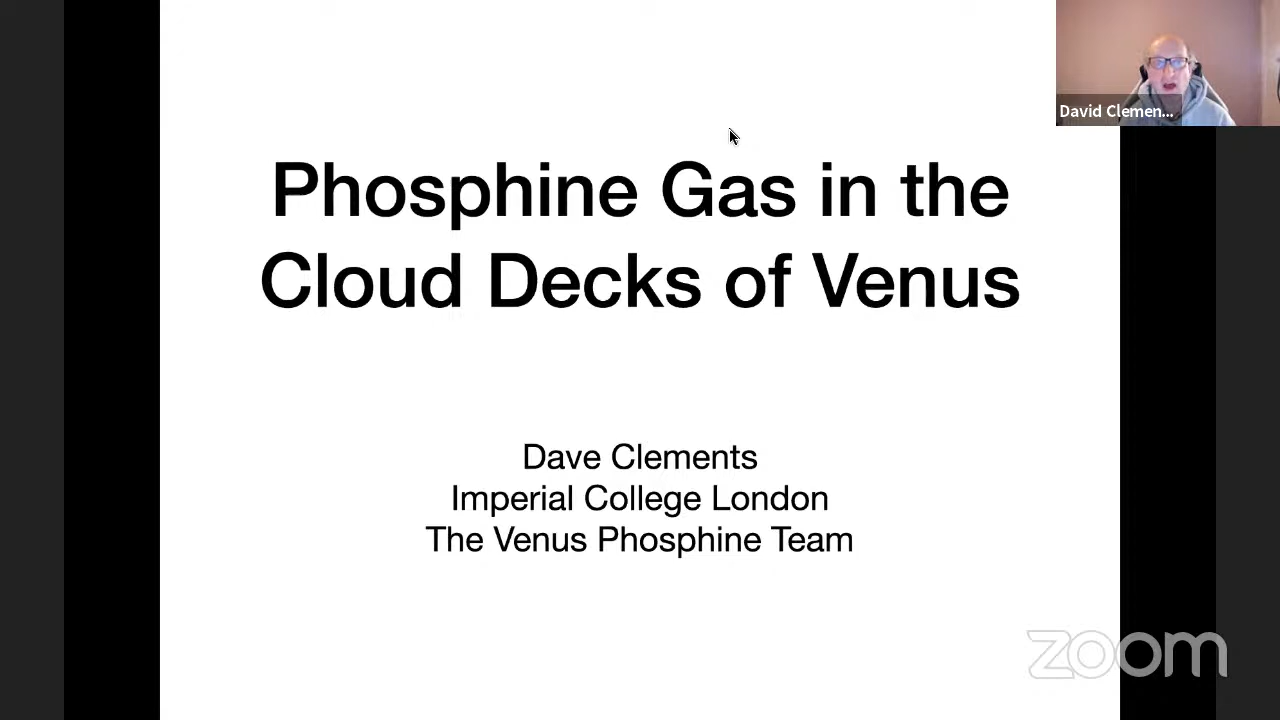 David Clemen...
Phosphine Gas in the
Cloud Decks of Venus
Dave Clements
Imperial College London
The Venus Phosphine Team
zoom